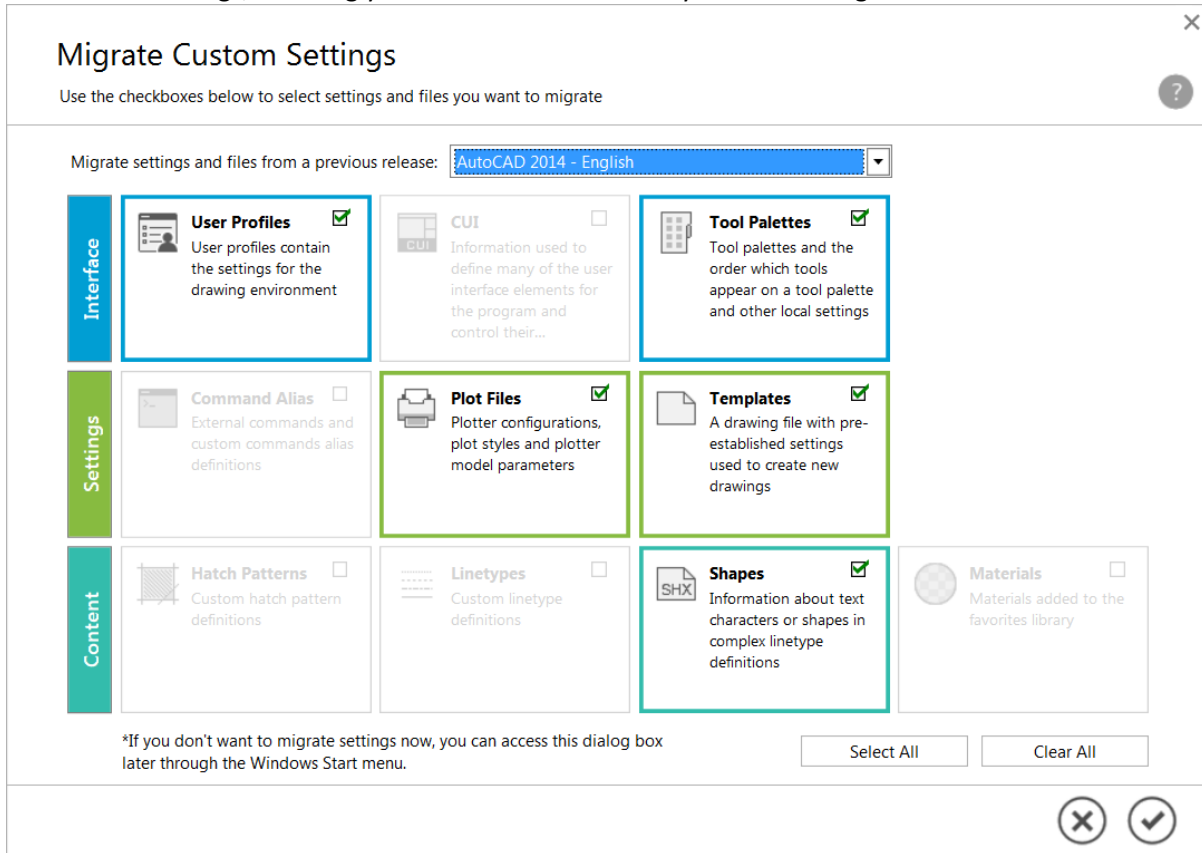 Migrate Custom Settings
Use the checkboxes below to select settings and files you want to migrate
?
Migrate settings and files from a previous release: AutoCAD 2014 - English
Interface
User Profiles
User profiles contain
the settings for the
drawing environment
CUI
CUI
Information used to
define many of the user
interface elements for
the program and
control their...
Tool Palettes
Tool palettes and the
order which tools
appear on a tool palette
and other local settings
Settings
Command Alias
External commands and
custom commands alias
definitions
Plot Files
Plotter configurations,
plot styles and plotter
model parameters
Templates
A drawing file with pre-
established settings
used to create new
drawings
Content
Hatch Patterns
Custom hatch pattern
definitions
Linetypes
Custom linetype
definitions
SHX
Shapes
Information about text
characters or shapes in
complex linetype
definitions
Materials
Materials added to the
favorites library
*If you don't want to migrate settings now, you can access this dialog box
later through the Windows Start menu.
Select All
Clear All